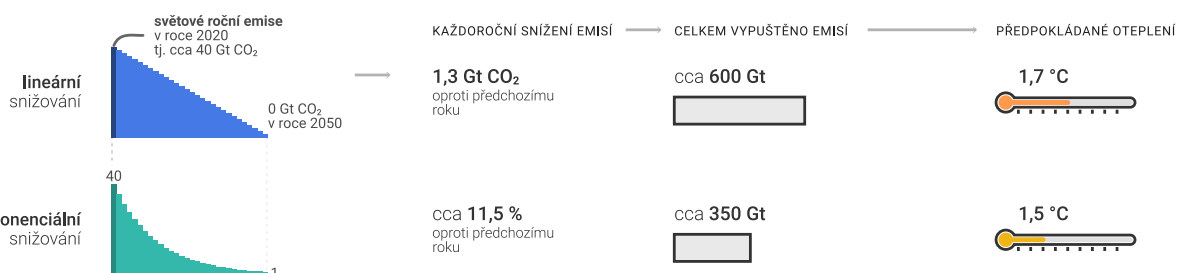 světové roční emise
v roce 2020
tj. cca 40 Gt CO₂
KAŽDOROČNÍ SNÍŽENÍ EMISÍ
CELKEM VYPUŠTĚNO EMISÍ
PŘEDPOKLÁDANÉ OTEPLENÍ
lineární
snižování
0 Gt CO₂
v roce 2050
1,3 Gt CO₂
oproti předchozímu
roku
cca 600 Gt
1,7 °C
40
onenciální
snižování
1
cca 11,5 %
oproti předchozímu
roku
cca 350 Gt
1,5 °C